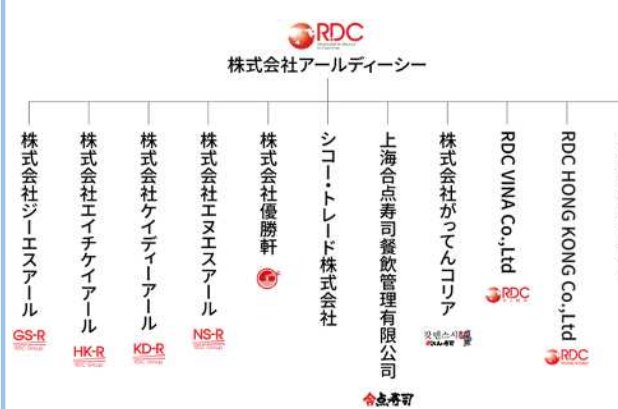 RDC
株式会社アールディーシー
株式会社ジーエスアール
GS-R
株式会社エイチケイアール
HK-R
株式会社ケイディーアール
KD-R
株式会社エヌエスアール
NS-R
株式会社優勝軒
シコー・トレード株式会社
上海合点寿司餐飲管理有限公司
合点寿司
株式会社がってんコリア
RDC VINA Co.,Ltd
RDC
RDC HONG KONG Co.,Ltd
RDC